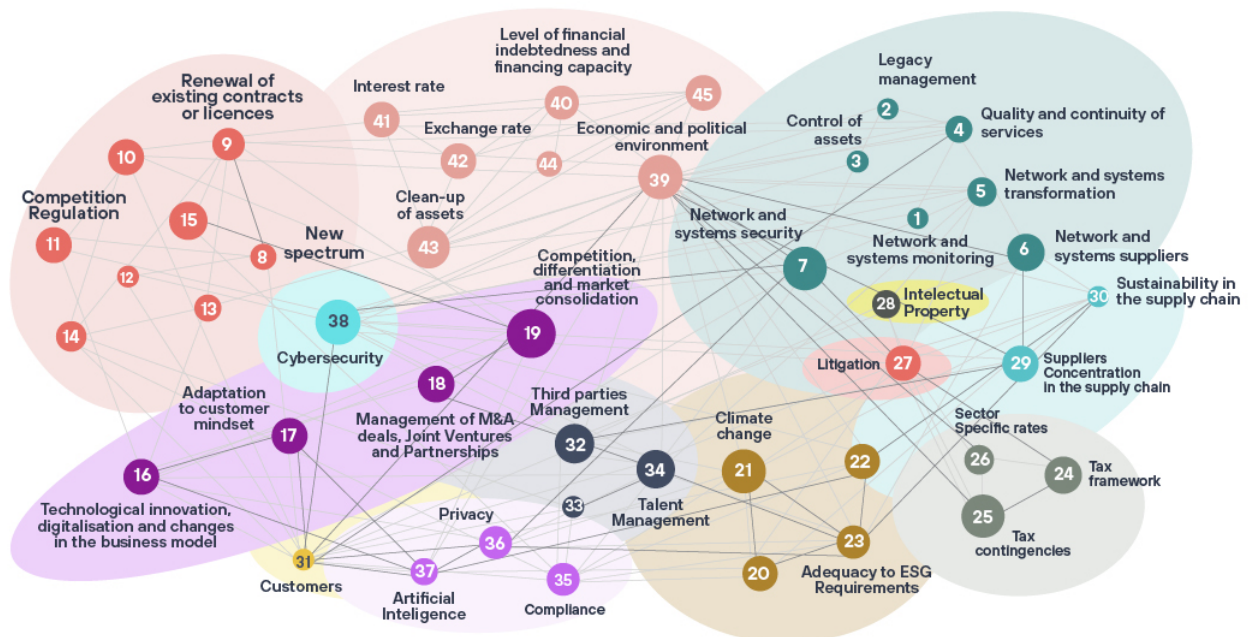 Renewal of
existing contracts
or licences
10
9
Competition
Regulation
15
11
8
New
spectrum
12
13
14
Level of financial
indebtedness and
financing capacity
Interest rate
40
45
41
Exchange rate
Economic and political
environment
42
44
39
Clean-up
of assets
43
Legacy
management
2
Control of
assets
4
Quality and continuity of
services
3
5
Network and systems
transformation
1
Network and
systems security
Network and
systems monitoring
6
Network and
systems suppliers
7
28
Intelectual
Property
30
Sustainability in
the supply chain
Litigation
27
29
Suppliers
Concentration
in the supply chain
38
Cybersecurity
Competition,
differentiation
and market
consolidation
19
18
Management of M&A
deals, Joint Ventures
and Partnerships
Adaptation
to customer
mindset
17
16
Technological innovation,
digitalisation and changes
in the business model
Third parties
Management
32
34
33
Talent
Management
Climate
change
21
22
23
20
Adequacy to ESG
Requirements
Sector
Specific rates
26
24
Tax
framework
25
Tax
contingencies
31
Customers
Privacy
36
37
Artificial
Inteligence
35
Compliance